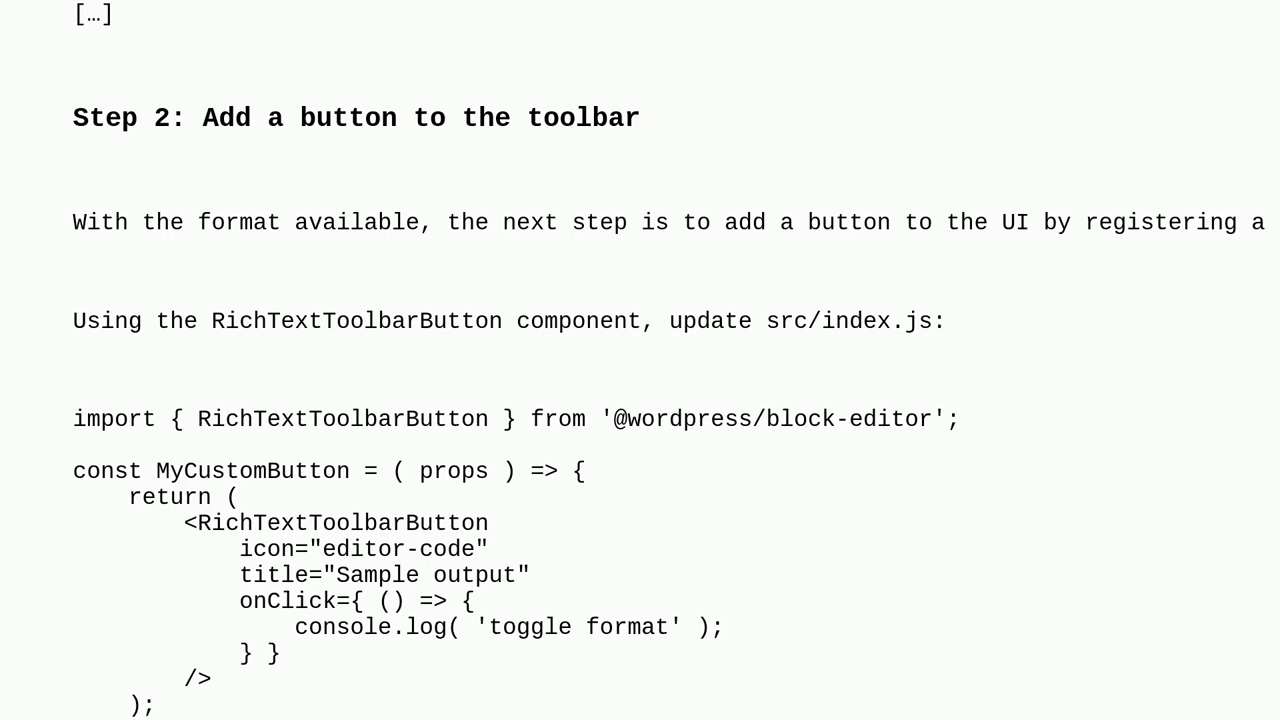 […]
Step 2: Add a button to the toolbar
With the format available, the next step is to add a button to the UI by registering a
Using the RichTextToolbarButton component, update src/index.js:
import { RichTextToolbarButton } from '@wordpress/block-editor';
const MyCustomButton = ( props ) => {
    return (
        <RichTextToolbarButton
            icon="editor-code"
            title="Sample output"
            onClick={ () => {
                console.log( 'toggle format' );
            } }
        />
    );